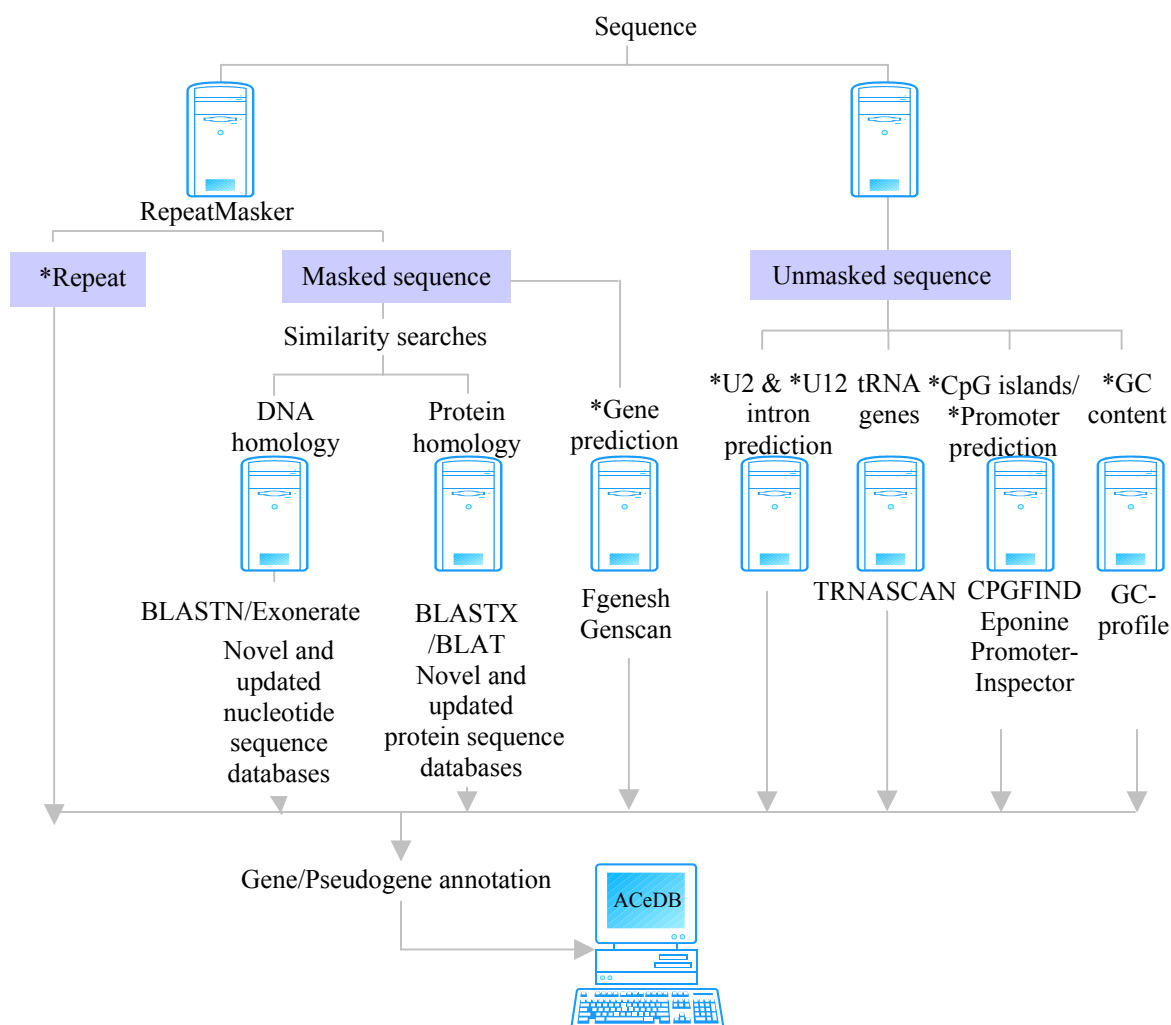 Sequence
RepeatMasker
*Repeat
Masked sequence
Unmasked sequence
Similarity searches
DNA
homology
Protein
homology
*Gene
prediction
*U2 & *U12
intron
prediction
tRNA
genes
*CpG islands/
*Promoter
prediction
*GC
content
BLASTN/Exonerate
Novel and
updated
nucleotide
sequence
databases
BLASTX
/BLAT
Novel and
updated
protein sequence
databases
Fgenesh
Genscan
TRNASCAN
CPGFIND
Eponine
Promoter-
Inspector
GC-
profile
Gene/Pseudogene annotation
ACeDB